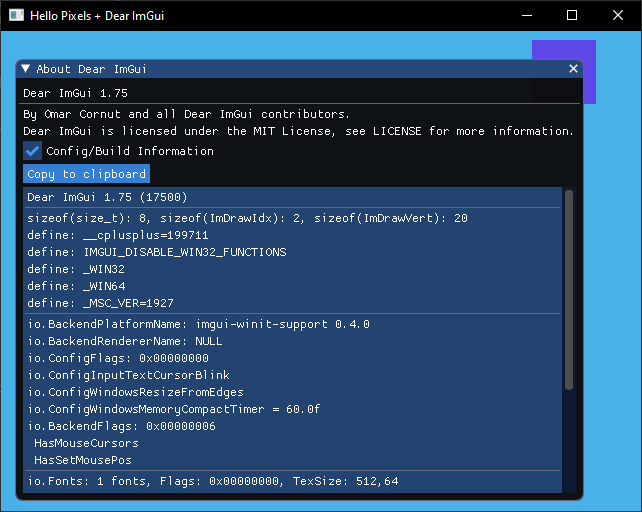 Hello Pixels + Dear ImGui
About Dear ImGui
Dear ImGui 1.75
By Omar Cornut and all Dear ImGui contributors.
Dear ImGui is licensed under the MIT License, see LICENSE for more information.
Config/Build Information
Copy to clipboard
Dear ImGui 1.75 (17500)
sizeof(size_t): 8, sizeof(ImDrawIdx): 2, sizeof(ImDrawVert): 20
define: __cplusplus=199711
define: IMGUI_DISABLE_WIN32_FUNCTIONS
define: _WIN32
define: _WIN64
define: _MSC_VER=1927
io.BackendPlatformName: imgui-winit-support 0.4.0
io.BackendRendererName: NULL
io.ConfigFlags: 0x00000000
io.ConfigInputTextCursorBlink
io.ConfigWindowsResizeFromEdges
io.ConfigWindowsMemoryCompactTimer = 60.0f
io.BackendFlags: 0x00000006
HasMouseCursors
HasSetMousePos
io.Fonts: 1 fonts, Flags: 0x00000000, TexSize: 512,64